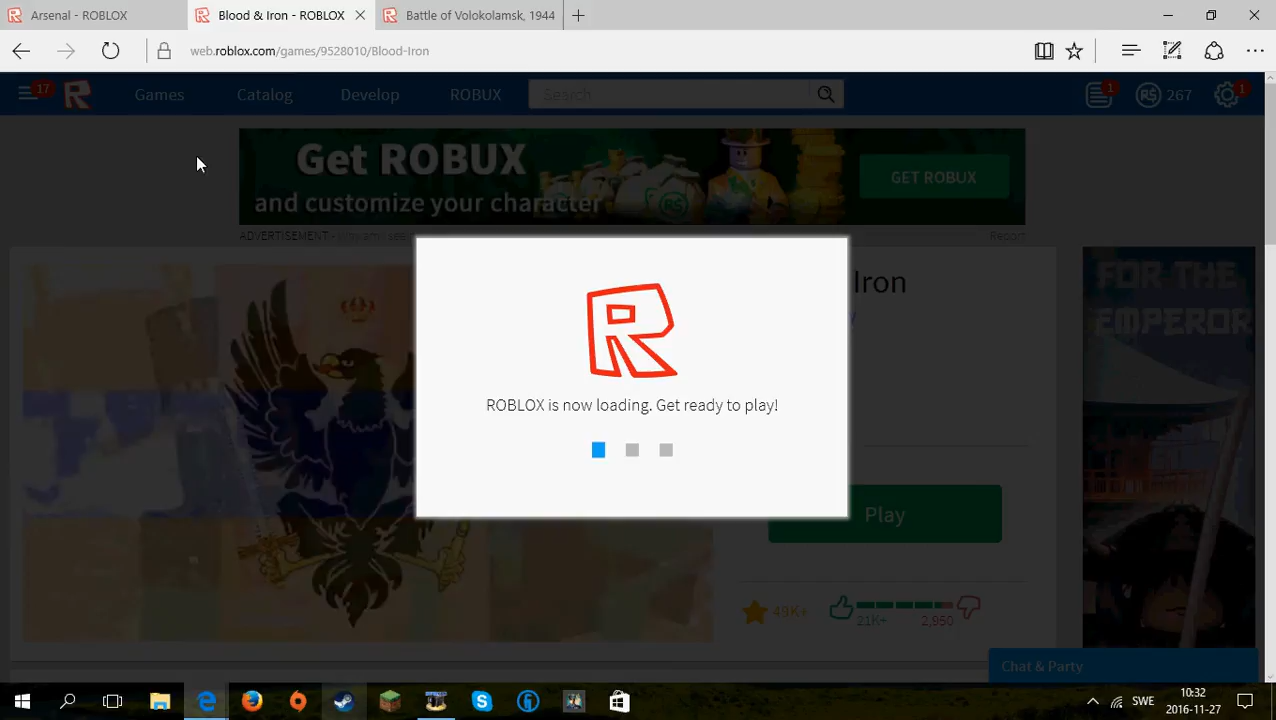 Arsenal - ROBLOX
Blood & Iron - ROBLOX
Battle of Volokolamsk, 1944
web.roblox.com/games/9528010/Blood-Iron
17
Games
Catalog
Develop
ROBUX
Search
1
R$ 267
1
Get ROBUX
and customize your character
GET ROBUX
ADVERTISEMENT
Report
Iron
FOR THE
EMPEROR
ROBLOX is now loading. Get ready to play!
Play
49K+
21K+
2,950
Chat & Party
SWE
10:32
2016-11-27